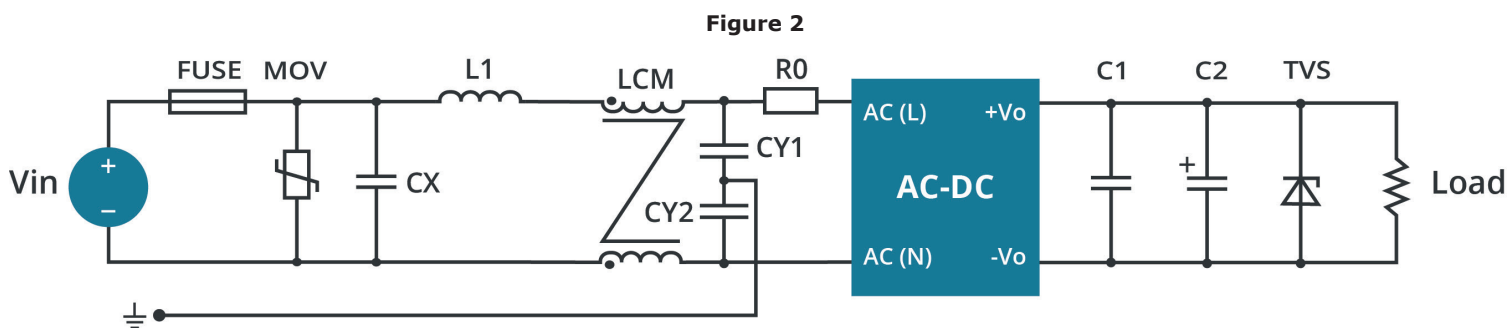 Figure 2
FUSE MOV L1 LCM R0 C1 C2 TVS
AC (L) +Vo
CY1
Vin + − CX AC-DC + Load
CY2
AC (N) -Vo